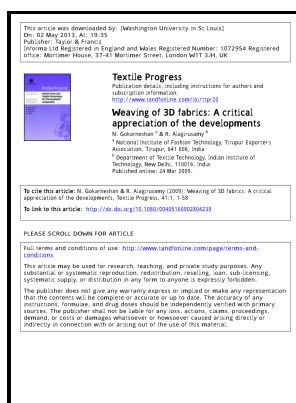 This article was downloaded by: [Washington University in St Louis]
On: 02 May 2013, At: 19:35
Publisher: Taylor & Francis
Informa Ltd Registered in England and Wales Registered Number: 1072954 Registered
office: Mortimer House, 37-41 Mortimer Street, London W1T 3JH, UK
Textile Progress
Publication details, including instructions for authors and
subscription information:
http://www.tandfonline.com/loi/ttpr20
Weaving of 3D fabrics: A critical
appreciation of the developments
N. Gokarneshan a & R. Alagirusamy b
a National Institute of Fashion Technology, Tirupur Exporters
Association, Tirupur, 641 606, India
b Department of Textile Technology, Indian Institute of
Technology, New Delhi, 110016, India
Published online: 24 Mar 2009.
To cite this article: N. Gokarneshan & R. Alagirusamy (2009): Weaving of 3D fabrics: A critical
appreciation of the developments, Textile Progress, 41:1, 1-58
To link to this article: http://dx.doi.org/10.1080/00405160902804239
PLEASE SCROLL DOWN FOR ARTICLE
Full terms and conditions of use: http://www.tandfonline.com/page/terms-and-
conditions
This article may be used for research, teaching, and private study purposes. Any
substantial or systematic reproduction, redistribution, reselling, loan, sub-licensing,
systematic supply, or distribution in any form to anyone is expressly forbidden.
The publisher does not give any warranty express or implied or make any representation
that the contents will be complete or accurate or up to date. The accuracy of any
instructions, formulae, and drug doses should be independently verified with primary
sources. The publisher shall not be liable for any loss, actions, claims, proceedings,
demand, or costs or damages whatsoever or howsoever caused arising directly or
indirectly in connection with or arising out of the use of this material.